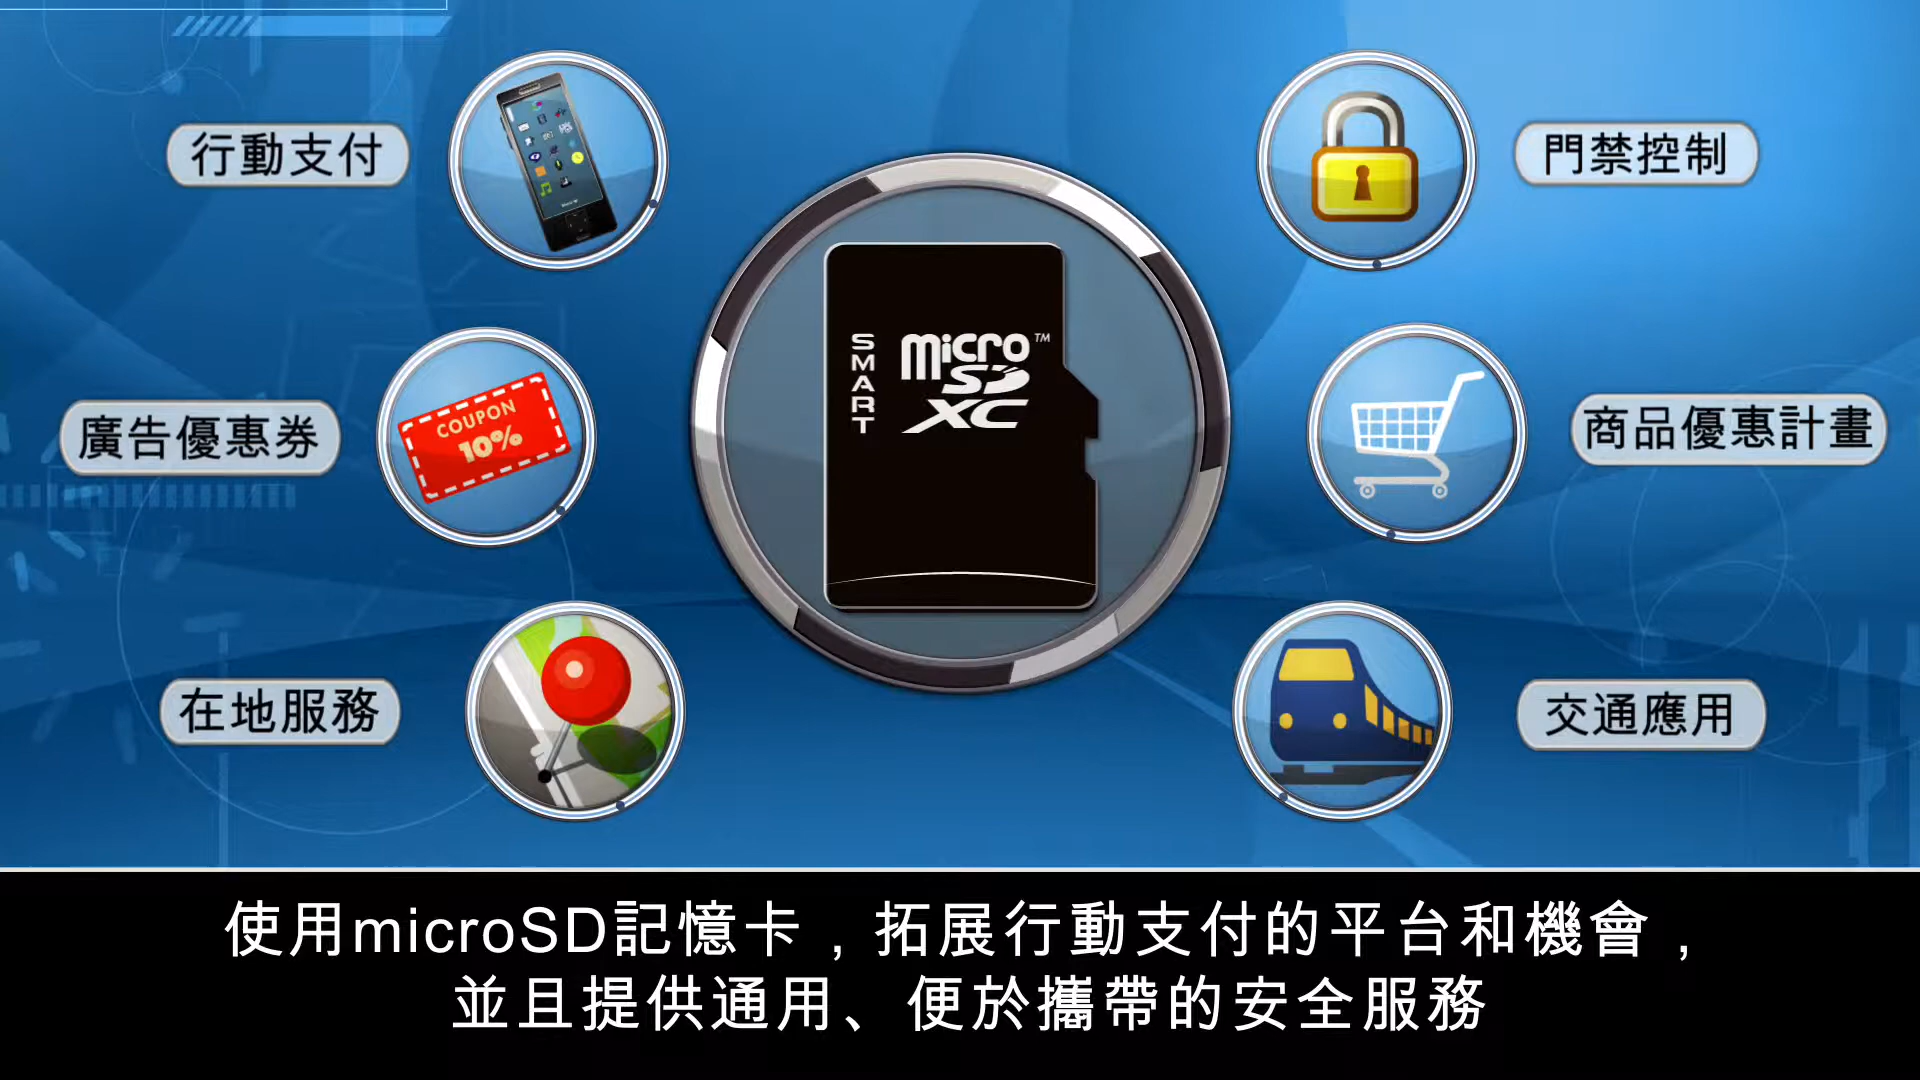 行動支付
門禁控制
SMART
micro™
SD
XC
廣告優惠券
COUPON
10%
商品優惠計畫
在地服務
交通應用
使用microSD記憶卡，拓展行動支付的平台和機會，
並且提供通用、便於攜帶的安全服務